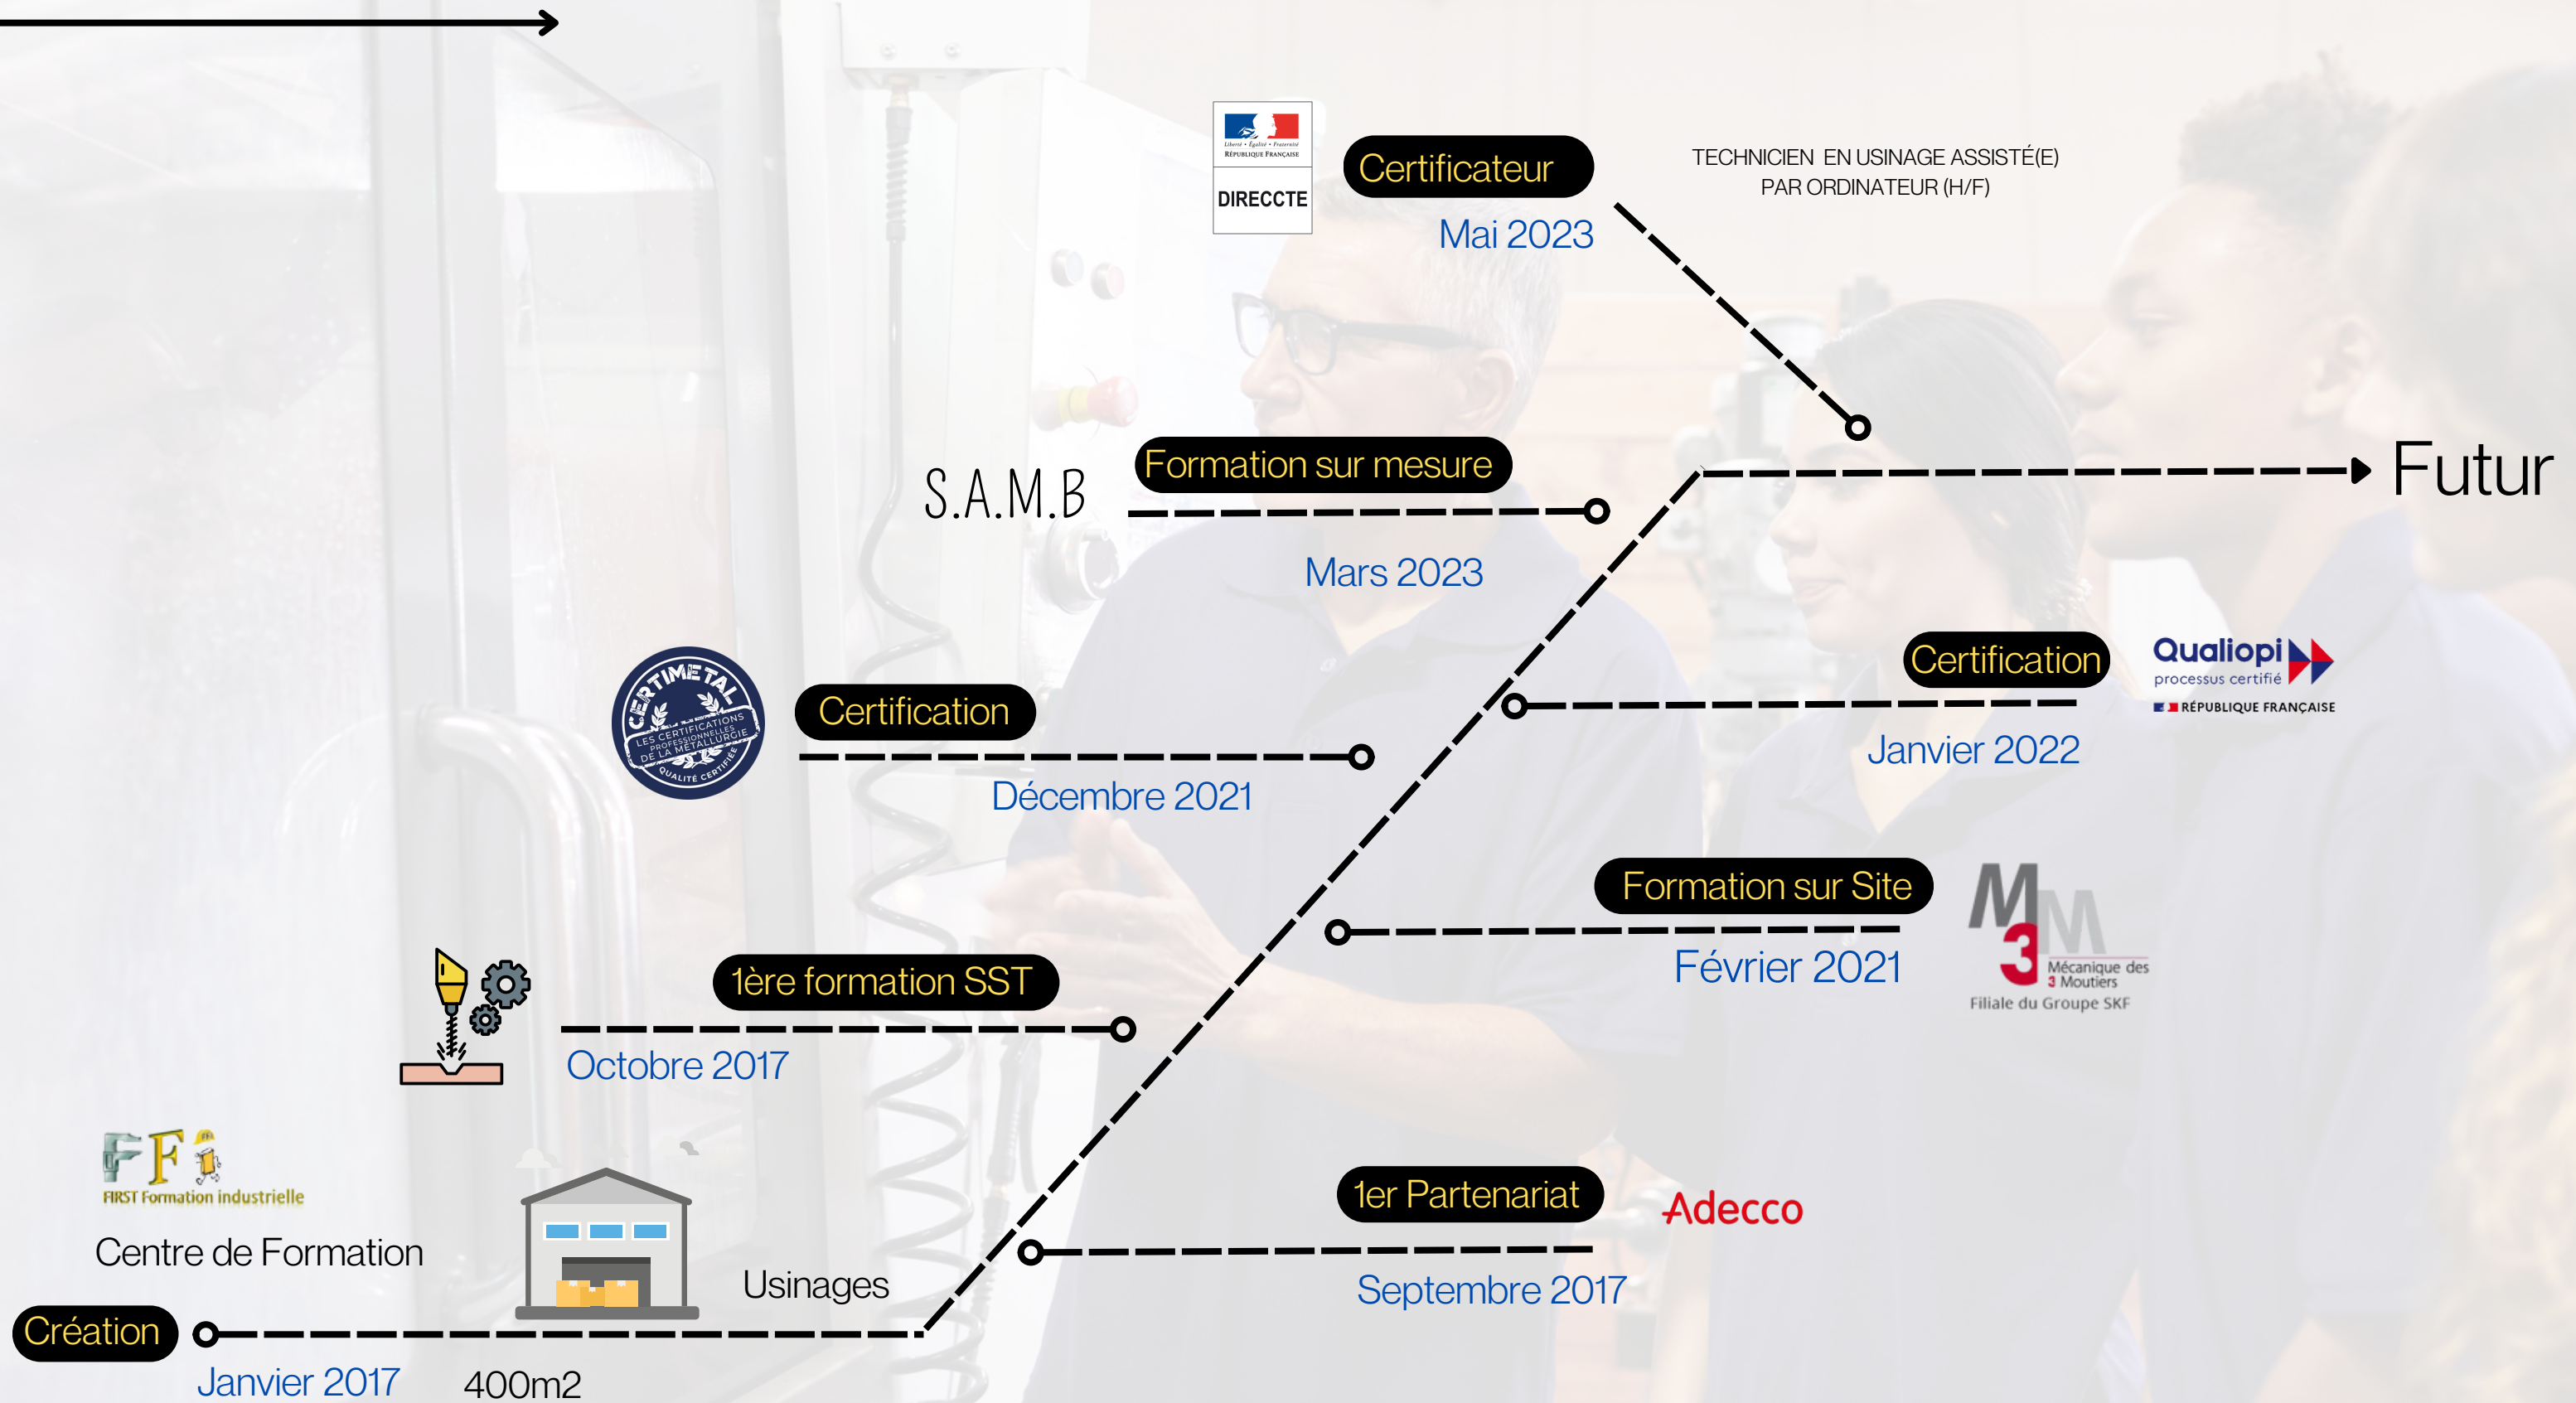 Liberté • Égalité • Fraternité
RÉPUBLIQUE FRANÇAISE
DIRECCTE
Certificateur
Mai 2023
TECHNICIEN EN USINAGE ASSISTÉ(E)
PAR ORDINATEUR (H/F)
Futur
S.A.M.B
Formation sur mesure
Mars 2023
Certification
Janvier 2022
Qualiopi
processus certifié
RÉPUBLIQUE FRANÇAISE
CERTIMETAL
LES CERTIFICATIONS
PROFESSIONNELLES
DE LA MÉTALLURGIE
QUALITÉ CERTIFIÉE
Certification
Décembre 2021
Formation sur Site
Février 2021
M3M
Mécanique des
3 Moutiers
Filiale du Groupe SKF
1ère formation SST
Octobre 2017
1er Partenariat
Septembre 2017
Adecco
FFi
FIRST Formation industrielle
Centre de Formation
Usinages
Création
Janvier 2017
400m2